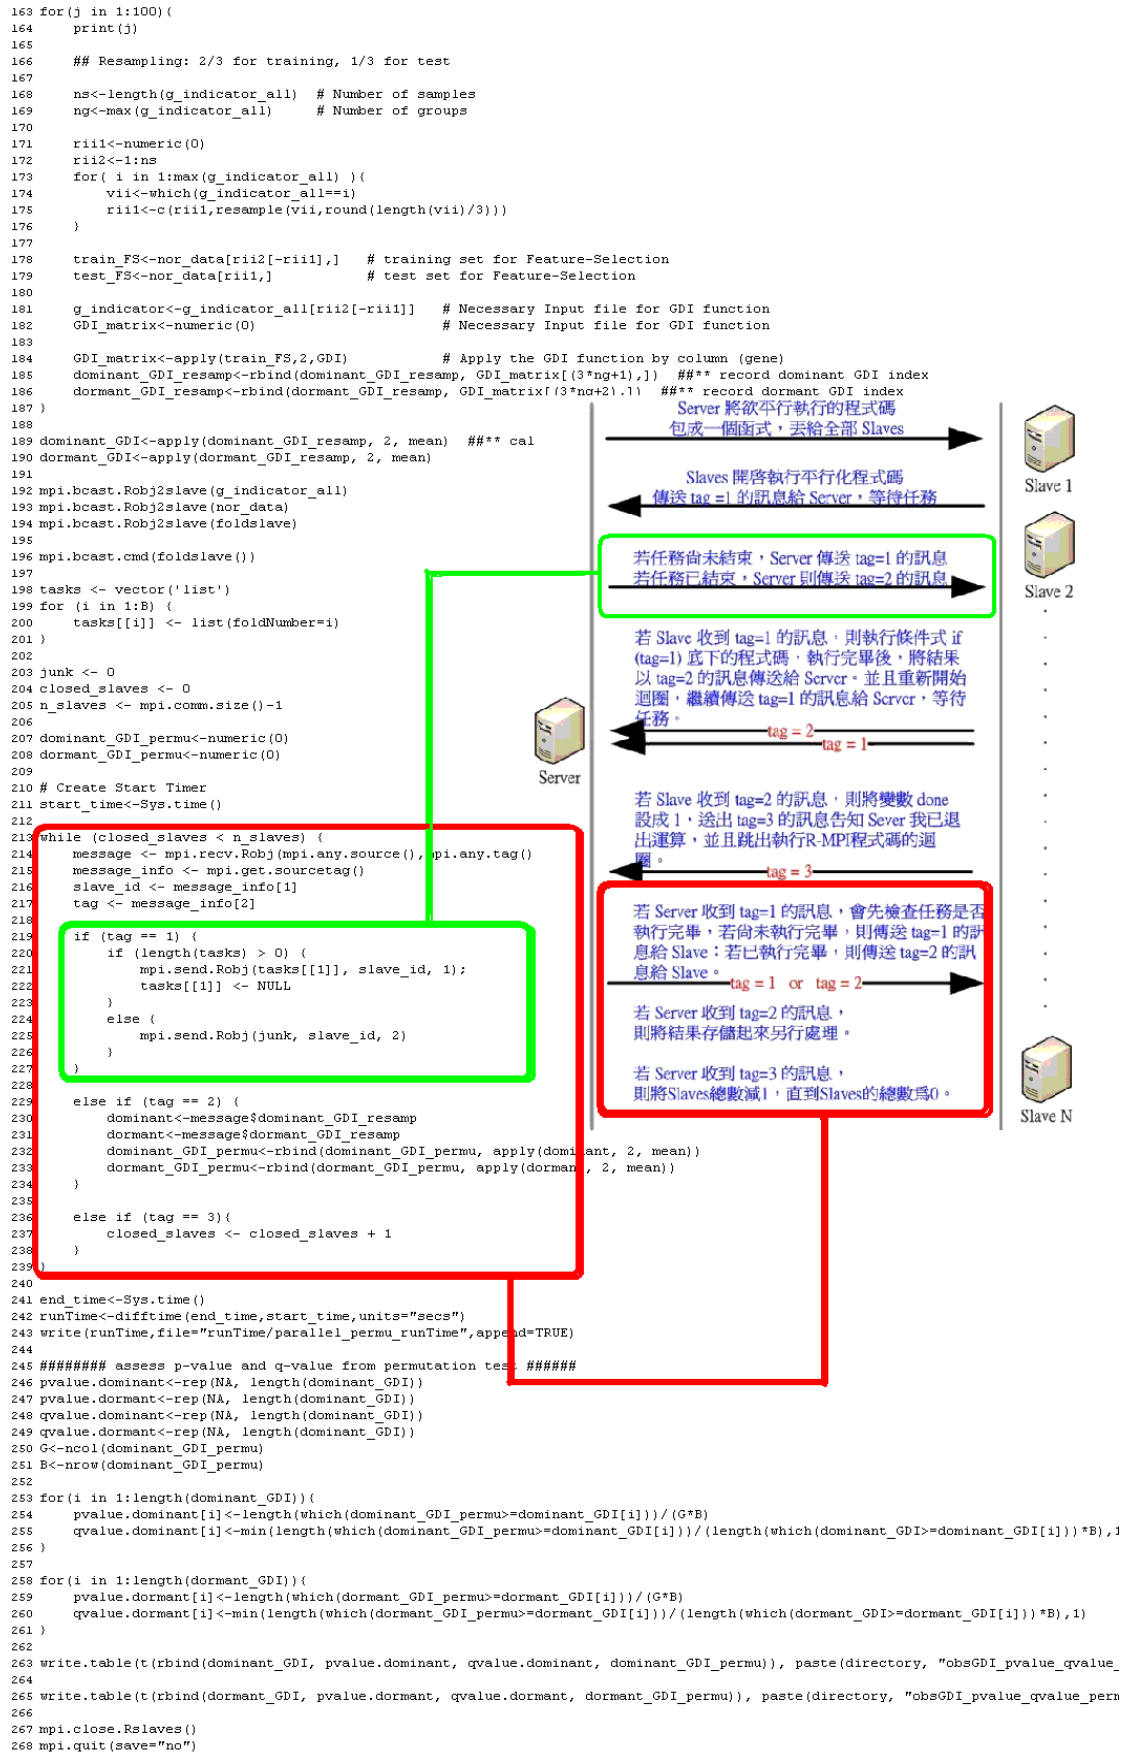 163 for(j in 1:100){
164     print(j)
165
166     ## Resampling: 2/3 for training, 1/3 for test
167
168     ns<-length(g_indicator_all)  # Number of samples
169     ng<-max(g_indicator_all)     # Number of groups
170
171     rii1<-numeric(0)
172     rii2<-1:ns
173     for( i in 1:max(g_indicator_all) ){
174         vii<-which(g_indicator_all==i)
175         rii1<-c(rii1,resample(vii,round(length(vii)/3)))
176     }
177
178     train_FS<-nor_data[rii2[-rii1],]   # training set for Feature-Selection
179     test_FS<-nor_data[rii1,]           # test set for Feature-Selection
180
181     g_indicator<-g_indicator_all[rii2[-rii1]]   # Necessary Input file for GDI function
182     GDI_matrix<-numeric(0)                      # Necessary Input file for GDI function
183
184     GDI_matrix<-apply(train_FS,2,GDI)           # Apply the GDI function by column (gene)
185     dominant_GDI_resamp<-rbind(dominant_GDI_resamp, GDI_matrix[(3*ng+1),])  ##** record dominant GDI index
186     dormant_GDI_resamp<-rbind(dormant_GDI_resamp, GDI_matrix[(3*ng+2),])  ##** record dormant GDI index
187 }
188
189 dominant_GDI<-apply(dominant_GDI_resamp, 2, mean)  ##** cal
190 dormant_GDI<-apply(dormant_GDI_resamp, 2, mean)
191
192 mpi.bcast.Robj2slave(g_indicator_all)
193 mpi.bcast.Robj2slave(nor_data)
194 mpi.bcast.Robj2slave(foldslave)
195
196 mpi.bcast.cmd(foldslave())
197
198 tasks <- vector('list')
199 for (i in 1:B) {
200     tasks[[i]] <- list(foldNumber=i)
201 }
202
203 junk <- 0
204 closed_slaves <- 0
205 n_slaves <- mpi.comm.size()-1
206
207 dominant_GDI_permu<-numeric(0)
208 dormant_GDI_permu<-numeric(0)
209
210 # Create Start Timer
211 start_time<-Sys.time()
212
213 while (closed_slaves < n_slaves) {
214     message <- mpi.recv.Robj(mpi.any.source(),mpi.any.tag()
215     message_info <- mpi.get.sourcetag()
216     slave_id <- message_info[1]
217     tag <- message_info[2]
218
219     if (tag == 1) {
220         if (length(tasks) > 0) {
221             mpi.send.Robj(tasks[[1]], slave_id, 1);
222             tasks[[1]] <- NULL
223         }
224         else {
225             mpi.send.Robj(junk, slave_id, 2)
226         }
227     }
228
229     else if (tag == 2) {
230         dominant<-message$dominant_GDI_resamp
231         dormant<-message$dormant_GDI_resamp
232         dominant_GDI_permu<-rbind(dominant_GDI_permu, apply(dominant, 2, mean))
233         dormant_GDI_permu<-rbind(dormant_GDI_permu, apply(dormant, 2, mean))
234     }
235
236     else if (tag == 3){
237         closed_slaves <- closed_slaves + 1
238     }
239 }
240
241 end_time<-Sys.time()
242 runTime<-difftime(end_time,start_time,units="secs")
243 write(runTime,file="runTime/parallel_permu_runTime",append=TRUE)
244
245 ######## assess p-value and q-value from permutation test ######
246 pvalue.dominant<-rep(NA, length(dominant_GDI))
247 pvalue.dormant<-rep(NA, length(dominant_GDI))
248 qvalue.dominant<-rep(NA, length(dominant_GDI))
249 qvalue.dormant<-rep(NA, length(dominant_GDI))
250 G<-ncol(dominant_GDI_permu)
251 B<-nrow(dominant_GDI_permu)
252
253 for(i in 1:length(dominant_GDI)){
254     pvalue.dominant[i]<-length(which(dominant_GDI_permu>=dominant_GDI[i]))/(G*B)
255     qvalue.dominant[i]<-min(length(which(dominant_GDI_permu>=dominant_GDI[i]))/(length(which(dominant_GDI>=dominant_GDI[i]))*B),1
256 }
257
258 for(i in 1:length(dormant_GDI)){
259     pvalue.dormant[i]<-length(which(dormant_GDI_permu>=dormant_GDI[i]))/(G*B)
260     qvalue.dormant[i]<-min(length(which(dormant_GDI_permu>=dormant_GDI[i]))/(length(which(dormant_GDI>=dormant_GDI[i]))*B),1)
261 }
262
263 write.table(t(rbind(dominant_GDI, pvalue.dominant, qvalue.dominant, dominant_GDI_permu)), paste(directory, "obsGDI_pvalue_qvalue_
264
265 write.table(t(rbind(dormant_GDI, pvalue.dormant, qvalue.dormant, dormant_GDI_permu)), paste(directory, "obsGDI_pvalue_qvalue_perm
266
267 mpi.close.Rslaves()
268 mpi.quit(save="no")
Server 將欲平行執行的程式碼
包成一個函式，丟給全部 Slaves
Slaves 開啟執行平行化程式碼
傳送 tag =1 的訊息給 Server，等待任務
若任務尚未結束，Server 傳送 tag=1 的訊息
若任務已結束，Server 則傳送 tag=2 的訊息
若 Slave 收到 tag=1 的訊息，則執行條件式 if
(tag=1) 底下的程式碼，執行完畢後，將結果
以 tag=2 的訊息傳送給 Server。並且重新開始
迴圈，繼續傳送 tag=1 的訊息給 Server，等待
任務。
tag = 2
tag = 1
Server
若 Slave 收到 tag=2 的訊息，則將變數 done
設成 1，送出 tag=3 的訊息告知 Sever 我已退
出運算，並且跳出執行R-MPI程式碼的迴
圈。
tag = 3
若 Server 收到 tag=1 的訊息，會先檢查任務是否
執行完畢，若尚未執行完畢，則傳送 tag=1 的訊
息給 Slave；若已執行完畢，則傳送 tag=2 的訊
息給 Slave。
tag = 1 or tag = 2
若 Server 收到 tag=2 的訊息，
則將結果存儲起來另行處理。
若 Server 收到 tag=3 的訊息，
則將Slaves總數減1，直到Slaves的總數爲0。
Slave 1
Slave 2
Slave N